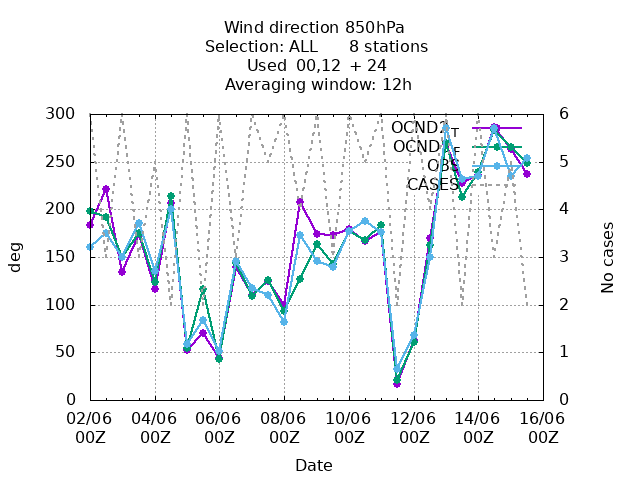 Wind direction 850hPa
Selection: ALL 8 stations
Used 00,12 + 24
Averaging window: 12h
300 6
250 5
200 4
150 3
100 2
50 1
0 0
deg
No cases
OCND2_T
OBS
CASES
02/06 04/06 06/06 08/06 10/06 12/06 14/06 16/06
00Z 00Z 00Z 00Z 00Z 00Z 00Z 00Z
Date